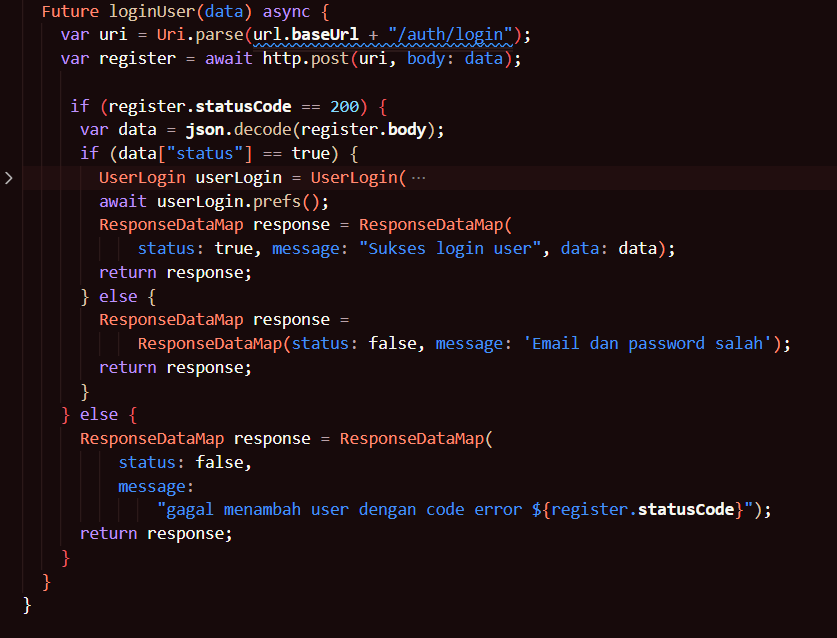 Future loginUser(data) async {
var uri = Uri.parse(url.baseUrl + "/auth/login");
var register = await http.post(uri, body: data);
if (register.statusCode == 200) {
var data = json.decode(register.body);
if (data["status"] == true) {
UserLogin userLogin = UserLogin( ⋯
await userLogin.prefs();
ResponseDataMap response = ResponseDataMap(
status: true, message: "Sukses login user", data: data);
return response;
} else {
ResponseDataMap response =
ResponseDataMap(status: false, message: 'Email dan password salah');
return response;
}
} else {
ResponseDataMap response = ResponseDataMap(
status: false,
message:
"gagal menambah user dengan code error ${register.statusCode}");
return response;
}
}
}